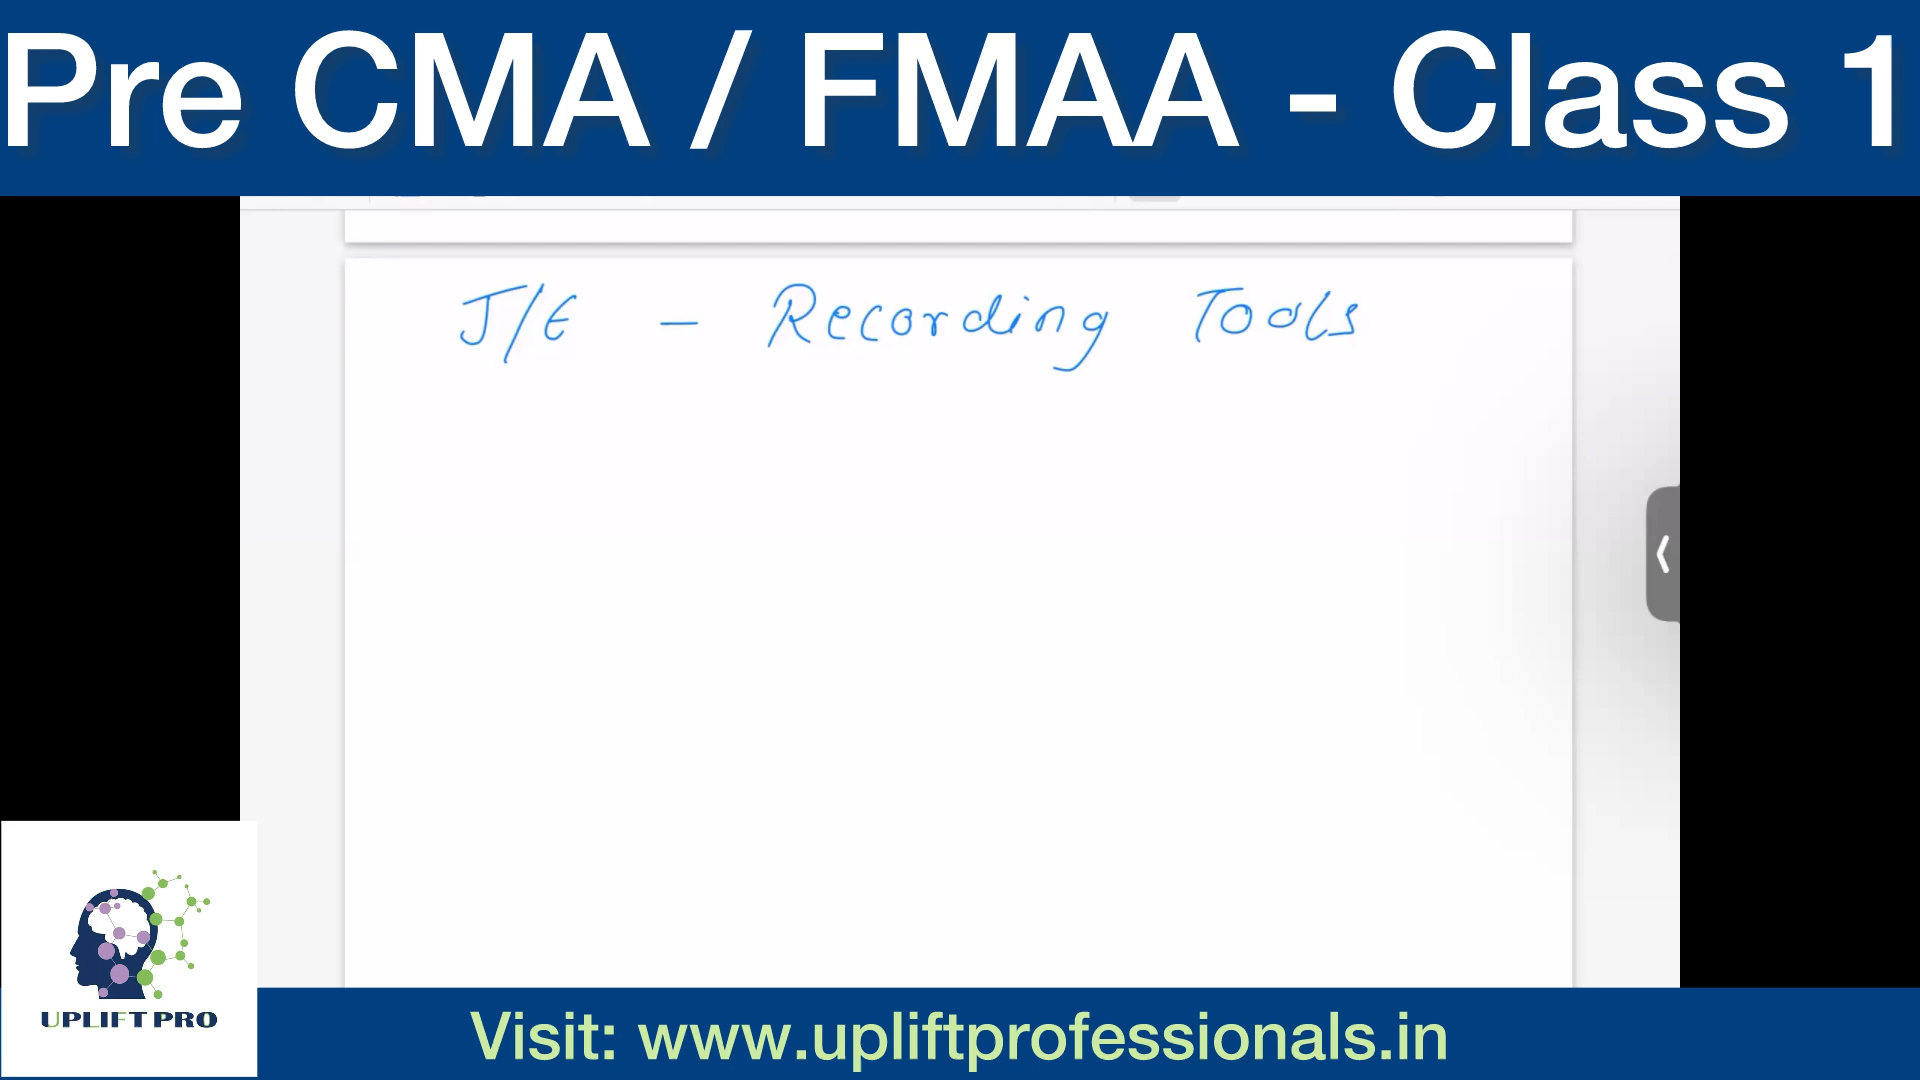 Pre CMA / FMAA - Class 1
J/E - Recording Tools
UPLIFT PRO
Visit: www.upliftprofessionals.in